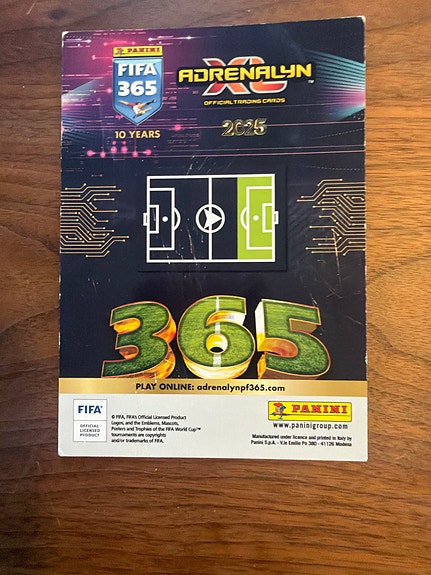 PANINI
FIFA
365
10 YEARS
ADRENALYN
XL
™
OFFICIAL TRADING CARDS
2025
365
PLAY ONLINE: adrenalynpf365.com
FIFA®
OFFICIAL
LICENSED
PRODUCT
© FIFA, FIFA's Official Licensed Product
Logos, and the Emblems, Mascots,
Posters and Trophies of the FIFA World Cup™
tournaments are copyrights
and/or trademarks of FIFA.
PANINI
www.paninigroup.com
Manufactured under licence and printed in Italy by
Panini S.p.A. - V.le Emilio Po 380 - 41126 Modena